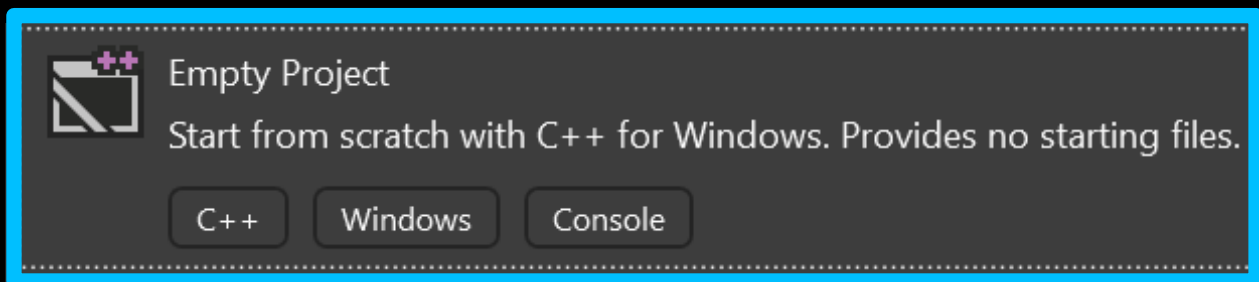 ++
Empty Project
Start from scratch with C++ for Windows. Provides no starting files.
C++ Windows Console